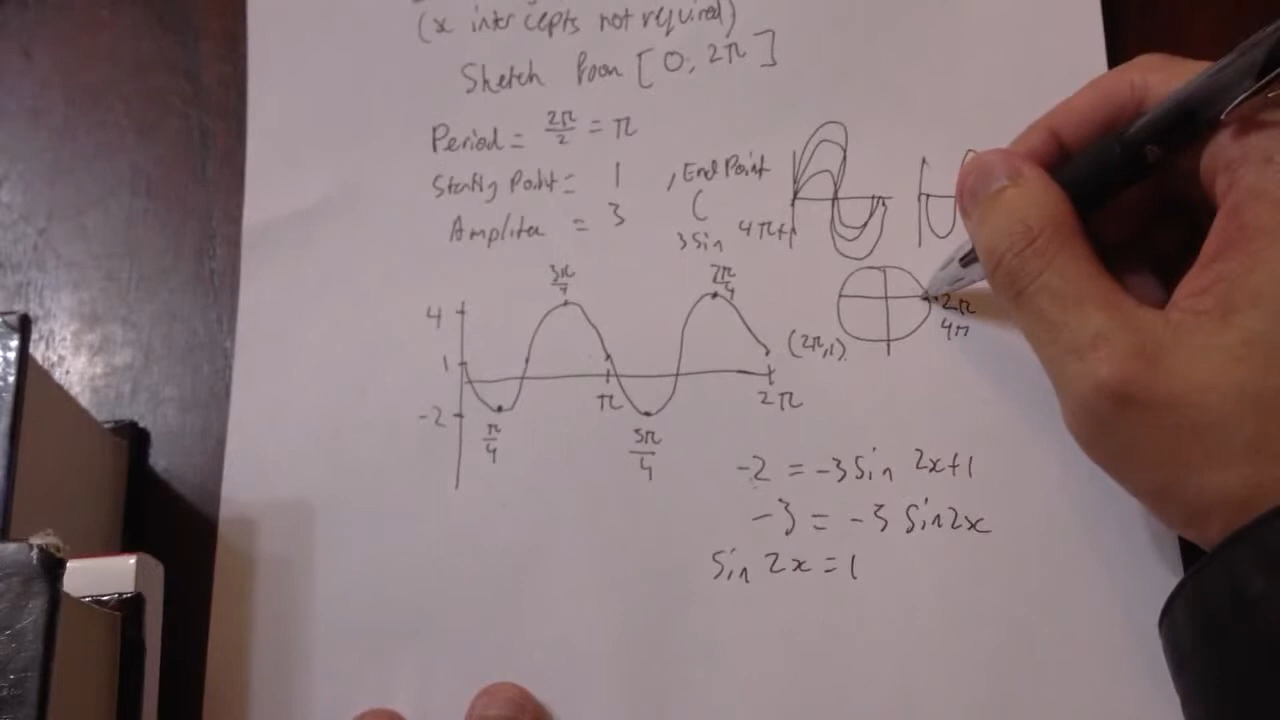 (x intercepts not required)
Sketch from [0, 2π]
Period = 2π/2 = π
Starting Point = 1 , End Point
Amplitude = 3 (
3 sin 4π +
3π/4
7π/4
4
1
-2
π/4
π
5π/4
2π
(2π,1)
2π
4π
-2 = -3 sin 2x+1
-3 = -3 sin 2x
sin 2x = 1